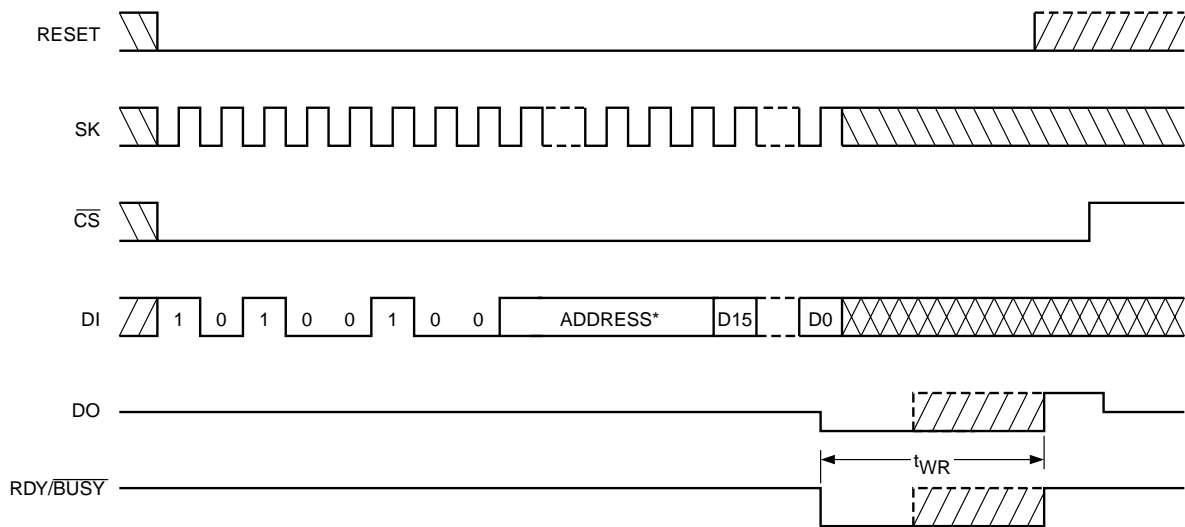 RESET
SK
CS
DI 1 0 1 0 0 1 0 0 ADDRESS* D15 D0
DO
tWR
RDY/BUSY